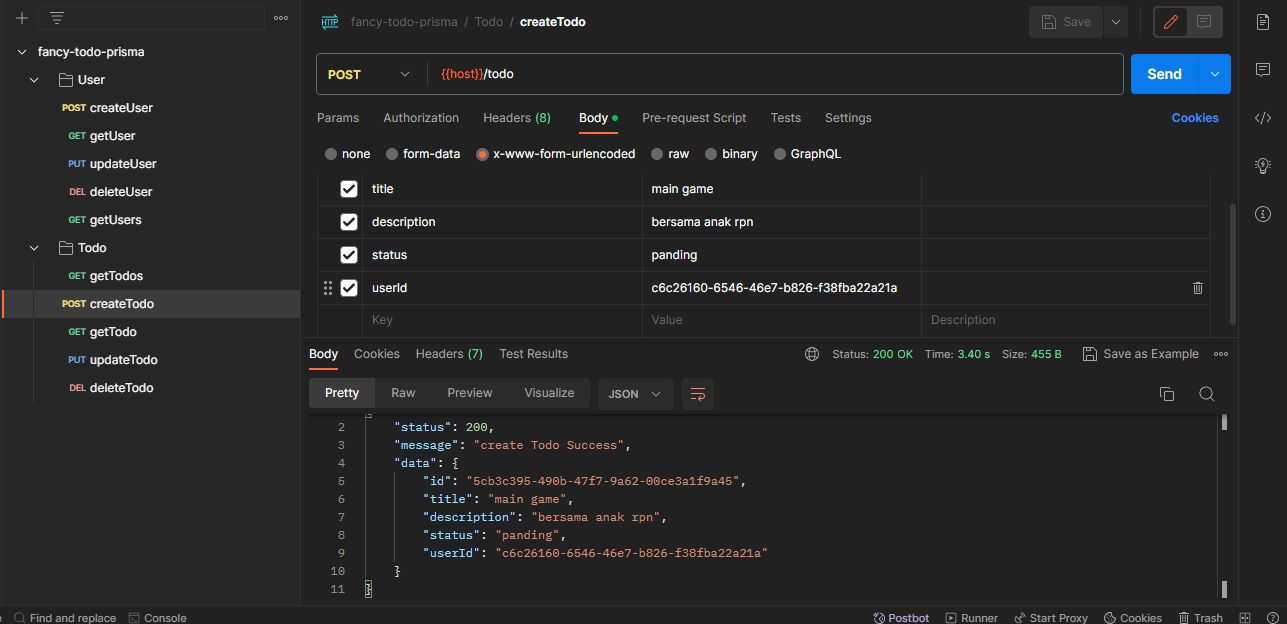 fancy-todo-prisma / Todo / createTodo
Save
fancy-todo-prisma
User
POST createUser
GET getUser
PUT updateUser
DEL deleteUser
GET getUsers
Todo
GET getTodos
POST createTodo
GET getTodo
PUT updateTodo
DEL deleteTodo
HTTP
POST {{host}}/todo Send
Params Authorization Headers (8) Body Pre-request Script Tests Settings Cookies
none form-data x-www-form-urlencoded raw binary GraphQL
title main game
description bersama anak rpn
status panding
userId c6c26160-6546-46e7-b826-f38fba22a21a
Key Value Description
Body Cookies Headers (7) Test Results Status: 200 OK Time: 3.40 s Size: 455 B Save as Example
Pretty Raw Preview Visualize JSON
2 "status": 200,
3 "message": "create Todo Success",
4 "data": {
5 "id": "5cb3c395-490b-47f7-9a62-00ce3a1f9a45",
6 "title": "main game",
7 "description": "bersama anak rpn",
8 "status": "panding",
9 "userId": "c6c26160-6546-46e7-b826-f38fba22a21a"
10 }
11 }
Find and replace Console Postbot Runner Start Proxy Cookies Trash